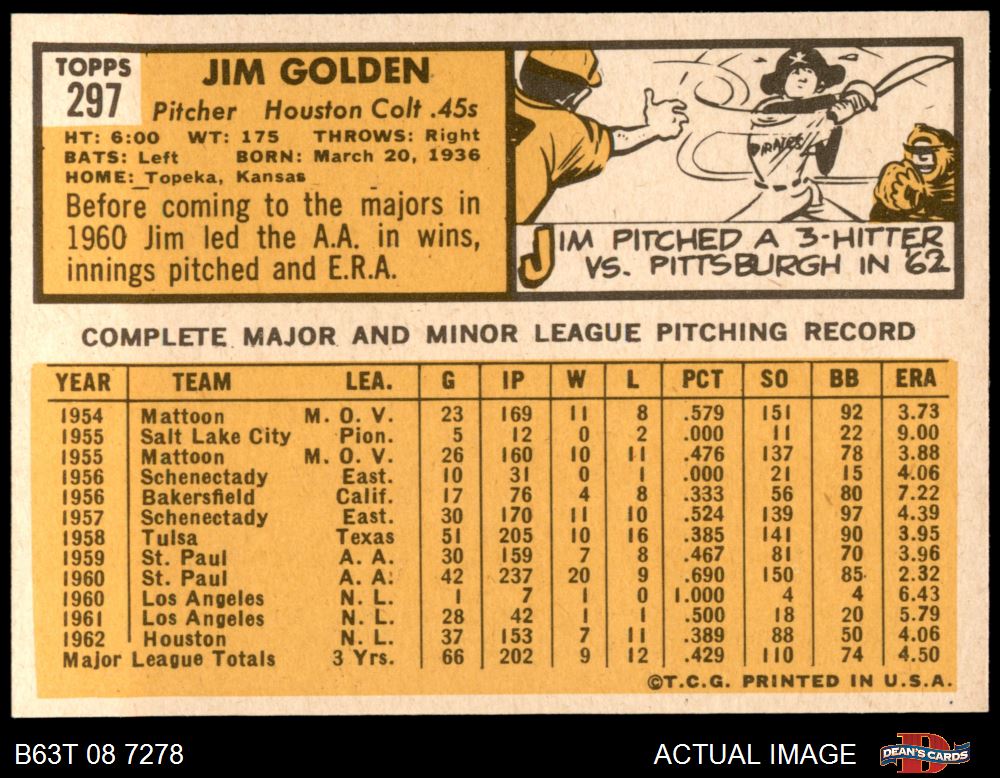 TOPPS
297
JIM GOLDEN
Pitcher Houston Colt .45s
HT: 6:00 WT: 175 THROWS: Right
BATS: Left BORN: March 20, 1936
HOME: Topeka, Kansas
Before coming to the majors in
1960 Jim led the A.A. in wins,
innings pitched and E.R.A.
PIRATES
JIM PITCHED A 3-HITTER
VS. PITTSBURGH IN '62
COMPLETE MAJOR AND MINOR LEAGUE PITCHING RECORD
YEAR TEAM LEA. G IP W L PCT SO BB ERA
1954 Mattoon M. O. V. 23 169 11 8 .579 151 92 3.73
1955 Salt Lake City Pion. 5 12 0 2 .000 11 22 9.00
1955 Mattoon M. O. V. 26 160 10 11 .476 137 78 3.88
1956 Schenectady East. 10 31 0 1 .000 21 15 4.06
1956 Bakersfield Calif. 17 76 4 8 .333 56 80 7.22
1957 Schenectady East. 30 170 11 10 .524 139 97 4.39
1958 Tulsa Texas 51 205 10 16 .385 141 90 3.95
1959 St. Paul A. A. 30 159 7 8 .467 81 70 3.96
1960 St. Paul A. A. 42 237 20 9 .690 150 85 2.32
1960 Los Angeles N. L. 1 7 1 0 1.000 4 4 6.43
1961 Los Angeles N. L. 28 42 1 1 .500 18 20 5.79
1962 Houston N. L. 37 153 7 11 .389 88 50 4.06
Major League Totals 3 Yrs. 66 202 9 12 .429 110 74 4.50
©T.C.G. PRINTED IN U.S.A.
B63T 08 7278
ACTUAL IMAGE
DEAN'S CARDS